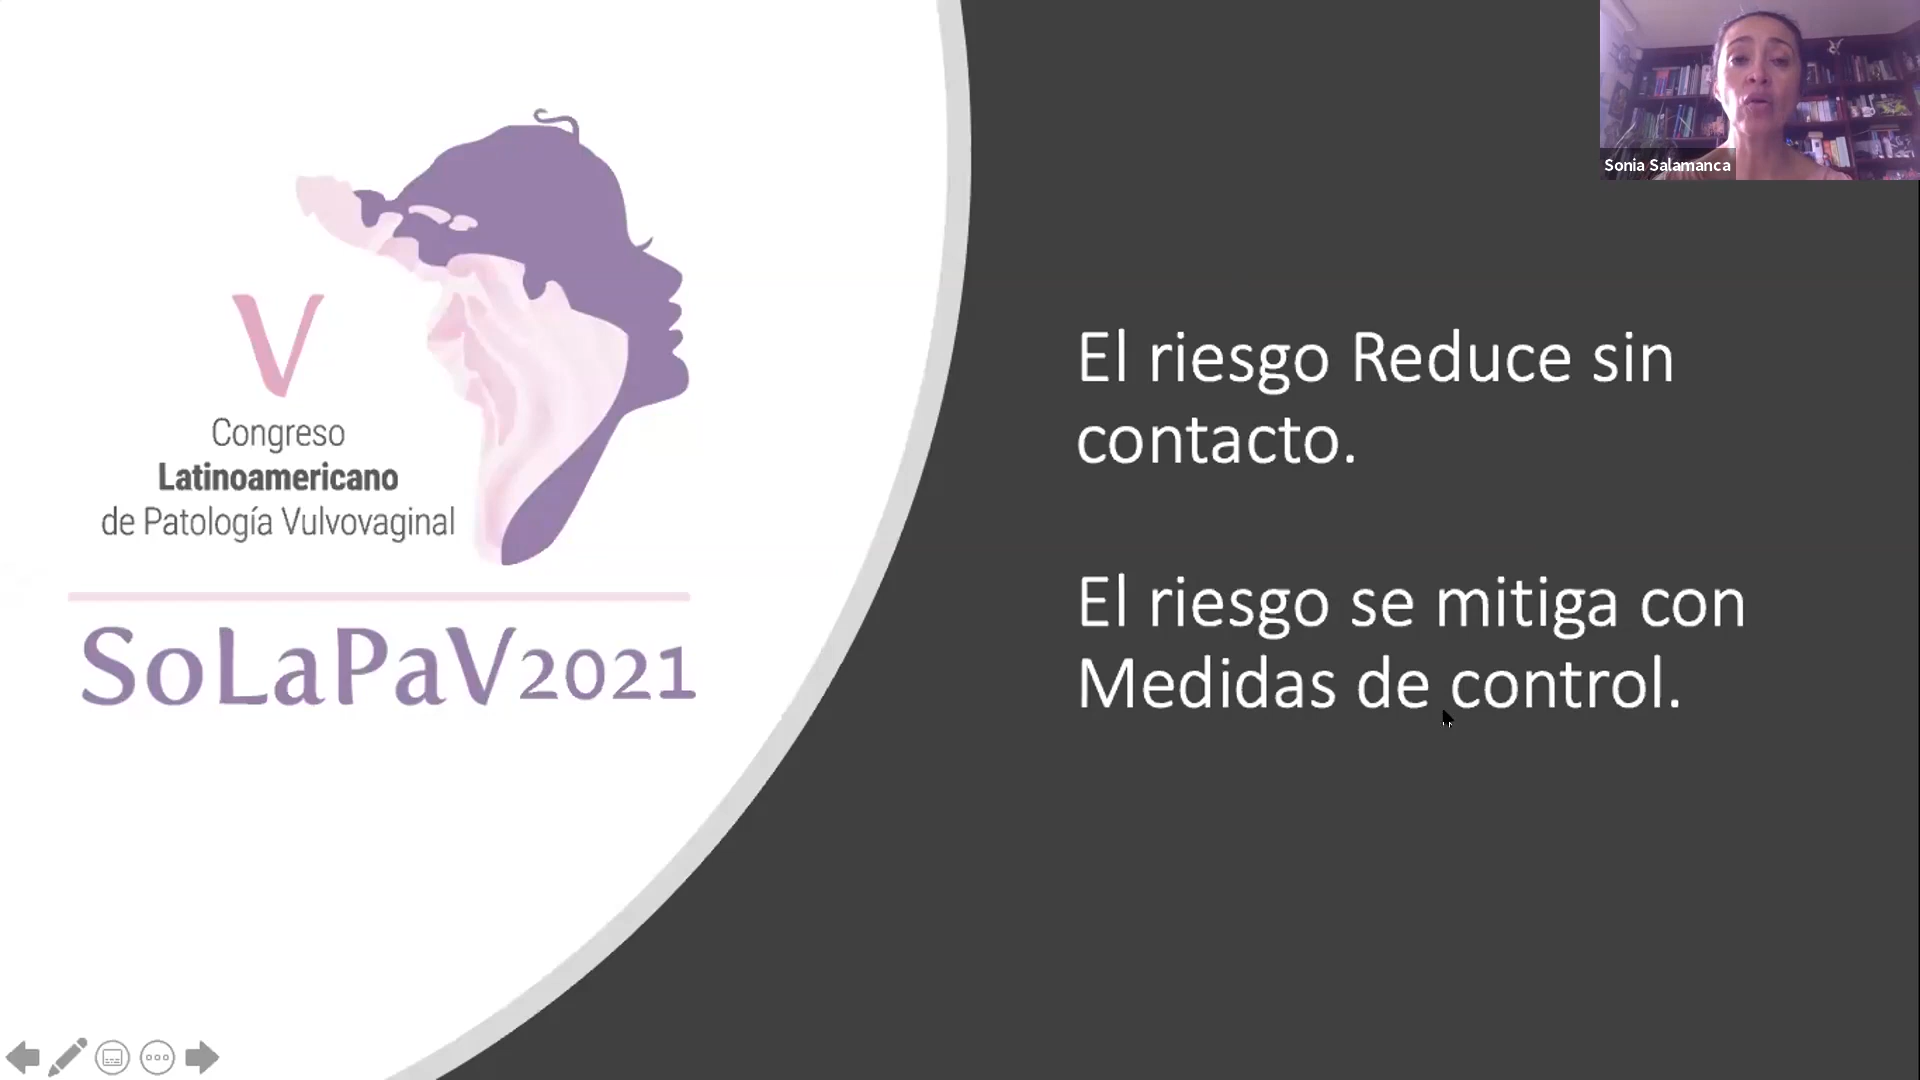 V
Congreso
Latinoamericano
de Patología Vulvovaginal
SoLaPaV2021
El riesgo Reduce sin
contacto.
El riesgo se mitiga con
Medidas de control.
Sonia Salamanca